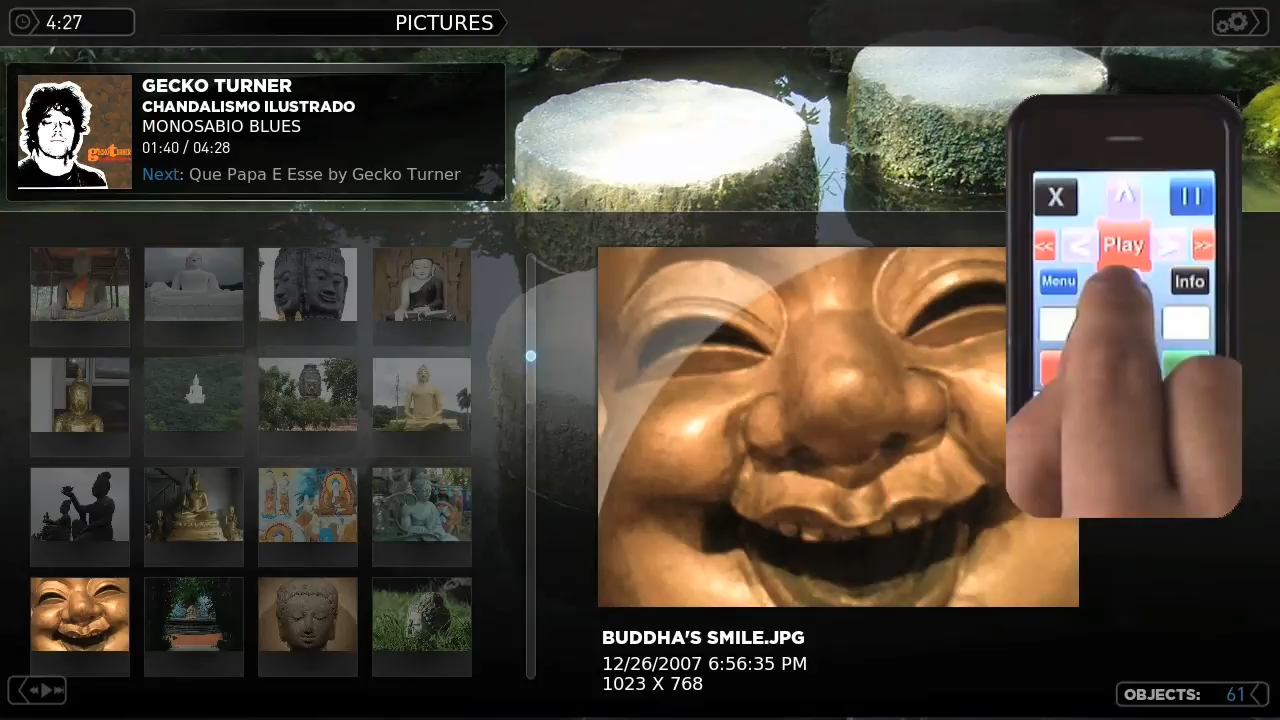 4:27
PICTURES
GECKO TURNER
CHANDALISMO ILUSTRADO
MONOSABIO BLUES
01:40 / 04:28
Next: Que Papa E Esse by Gecko Turner
X
<< Play >>
Menu Info
BUDDHA'S SMILE.JPG
12/26/2007 6:56:35 PM
1023 X 768
OBJECTS: 61